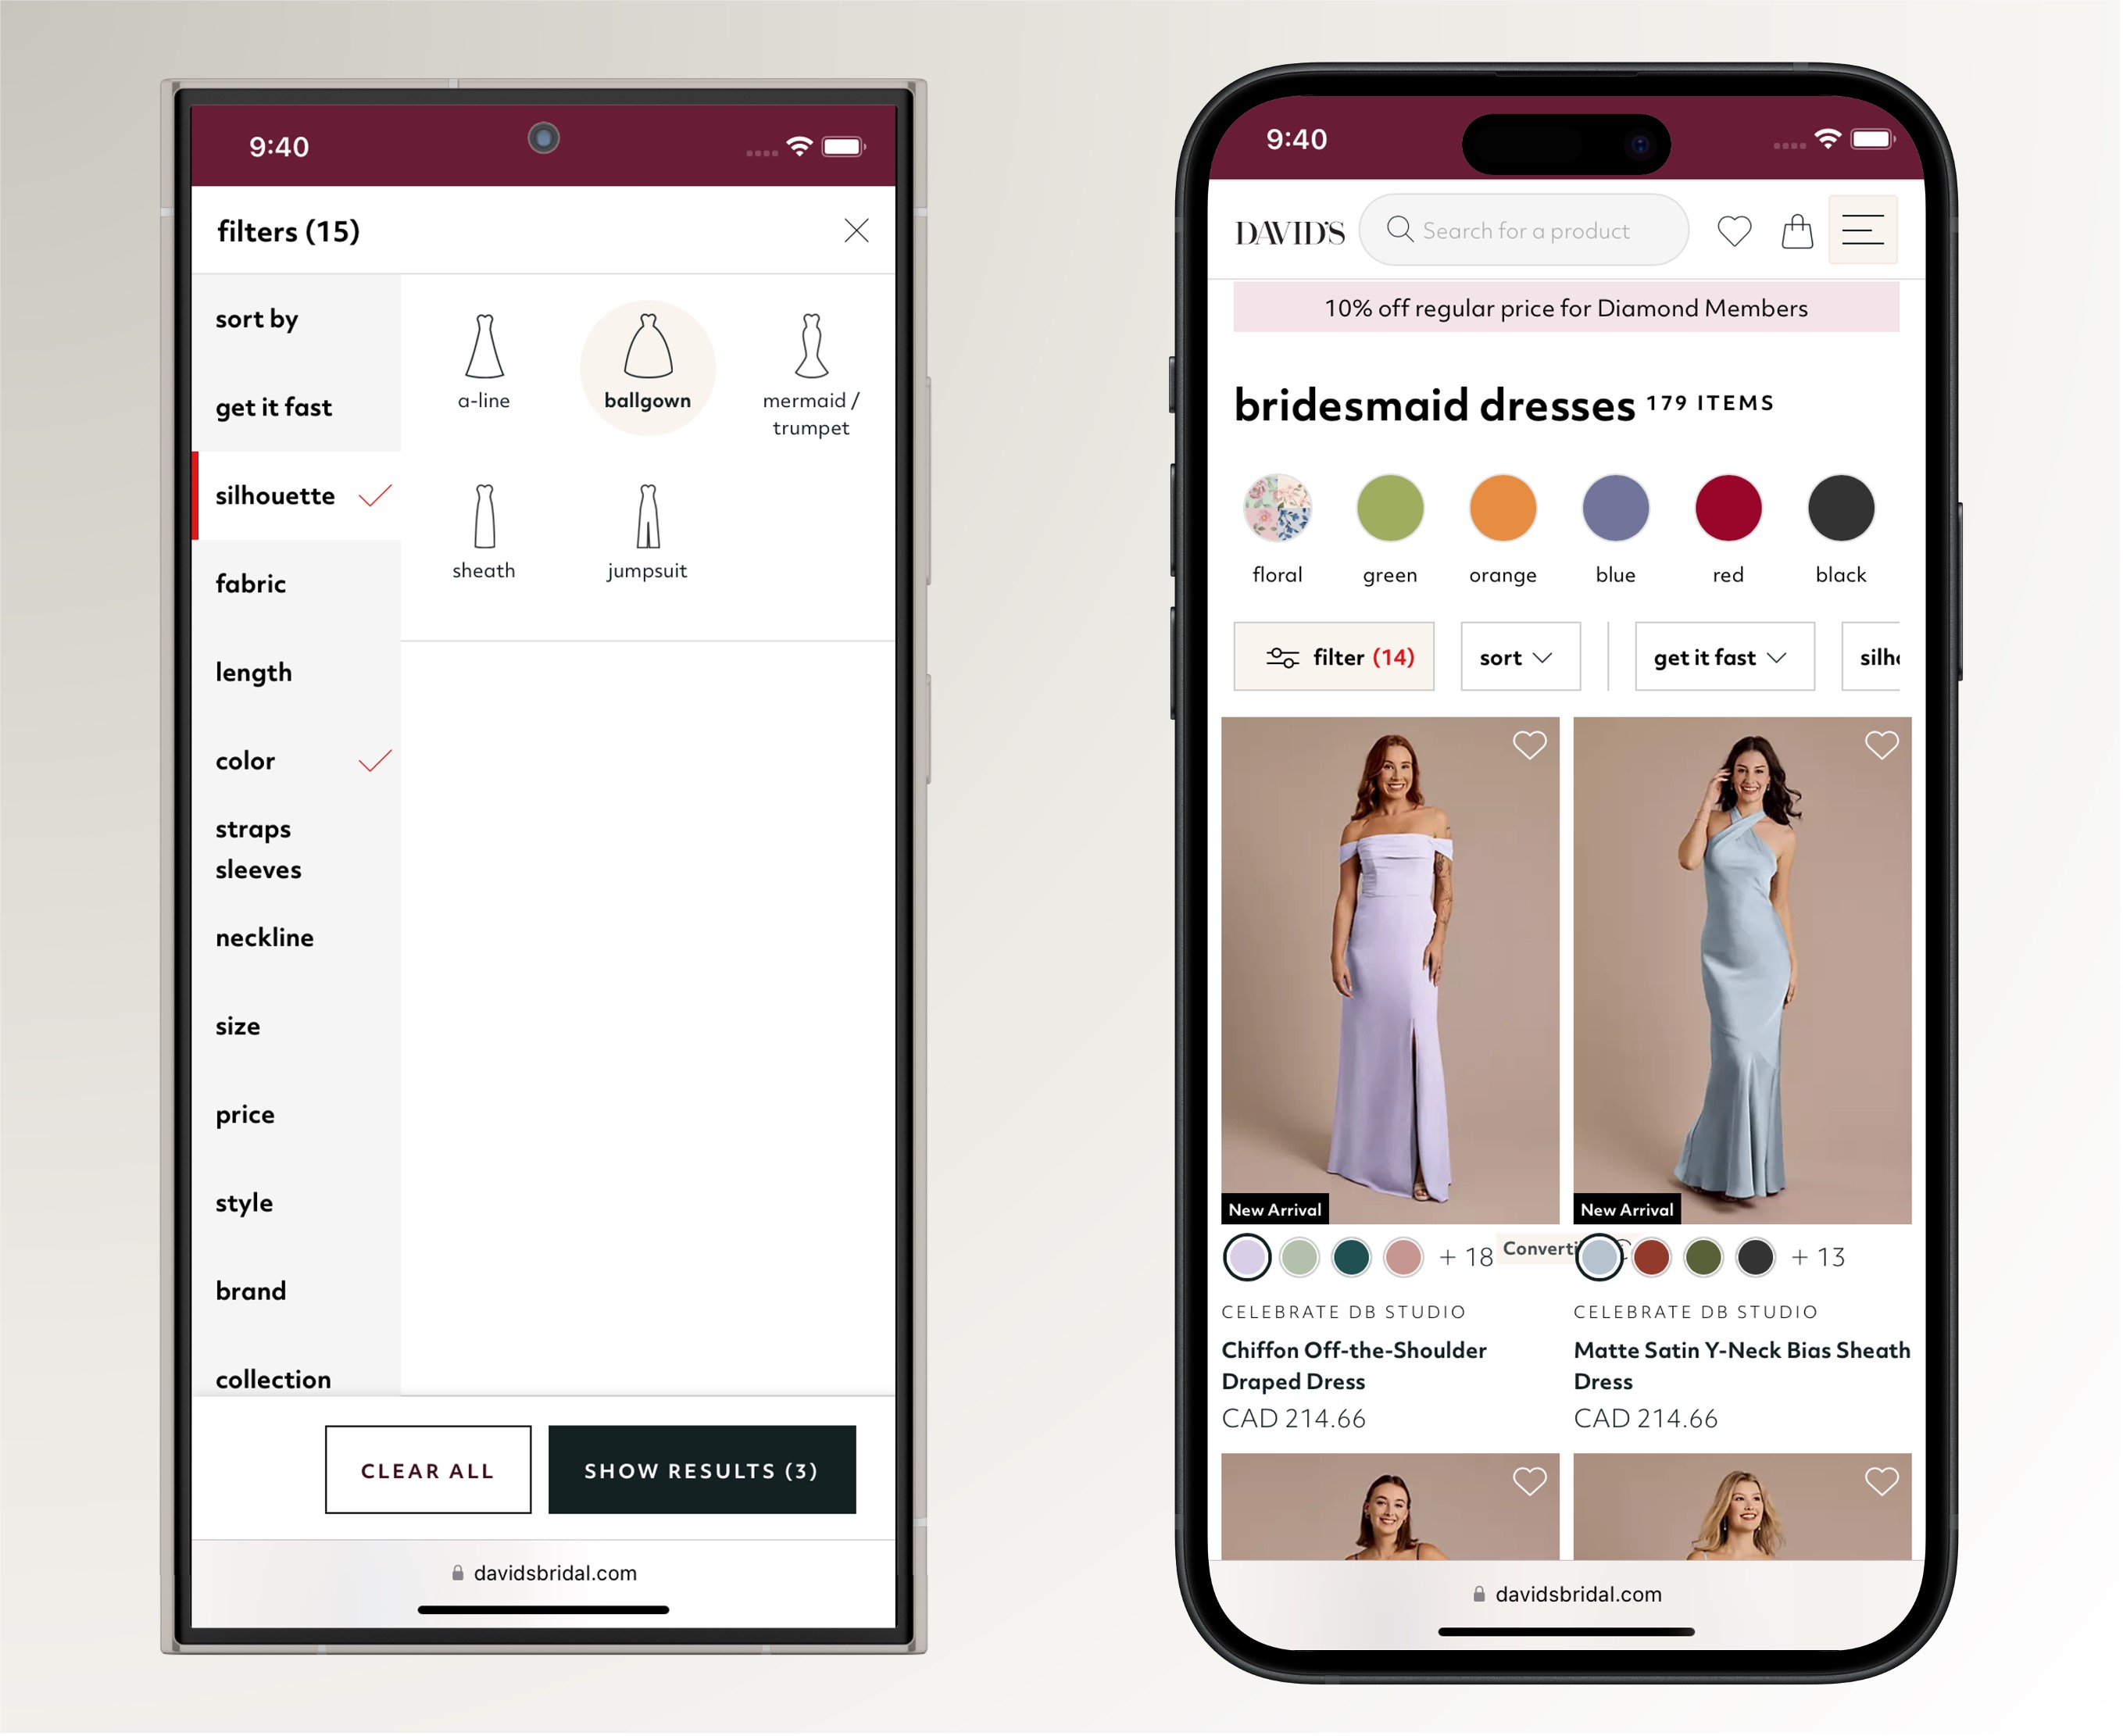 9:40
filters (15)
sort by
get it fast
silhouette
fabric
length
color
straps
sleeves
neckline
size
price
style
brand
collection
a-line
ballgown
mermaid /
trumpet
sheath
jumpsuit
CLEAR ALL
SHOW RESULTS (3)
davidsbridal.com
9:40
DAVID'S
Search for a product
10% off regular price for Diamond Members
bridesmaid dresses 179 ITEMS
floral
green
orange
blue
red
black
filter (14)
sort
get it fast
New Arrival
+ 18
CELEBRATE DB STUDIO
Chiffon Off-the-Shoulder
Draped Dress
CAD 214.66
New Arrival
+ 13
CELEBRATE DB STUDIO
Matte Satin Y-Neck Bias Sheath
Dress
CAD 214.66
davidsbridal.com